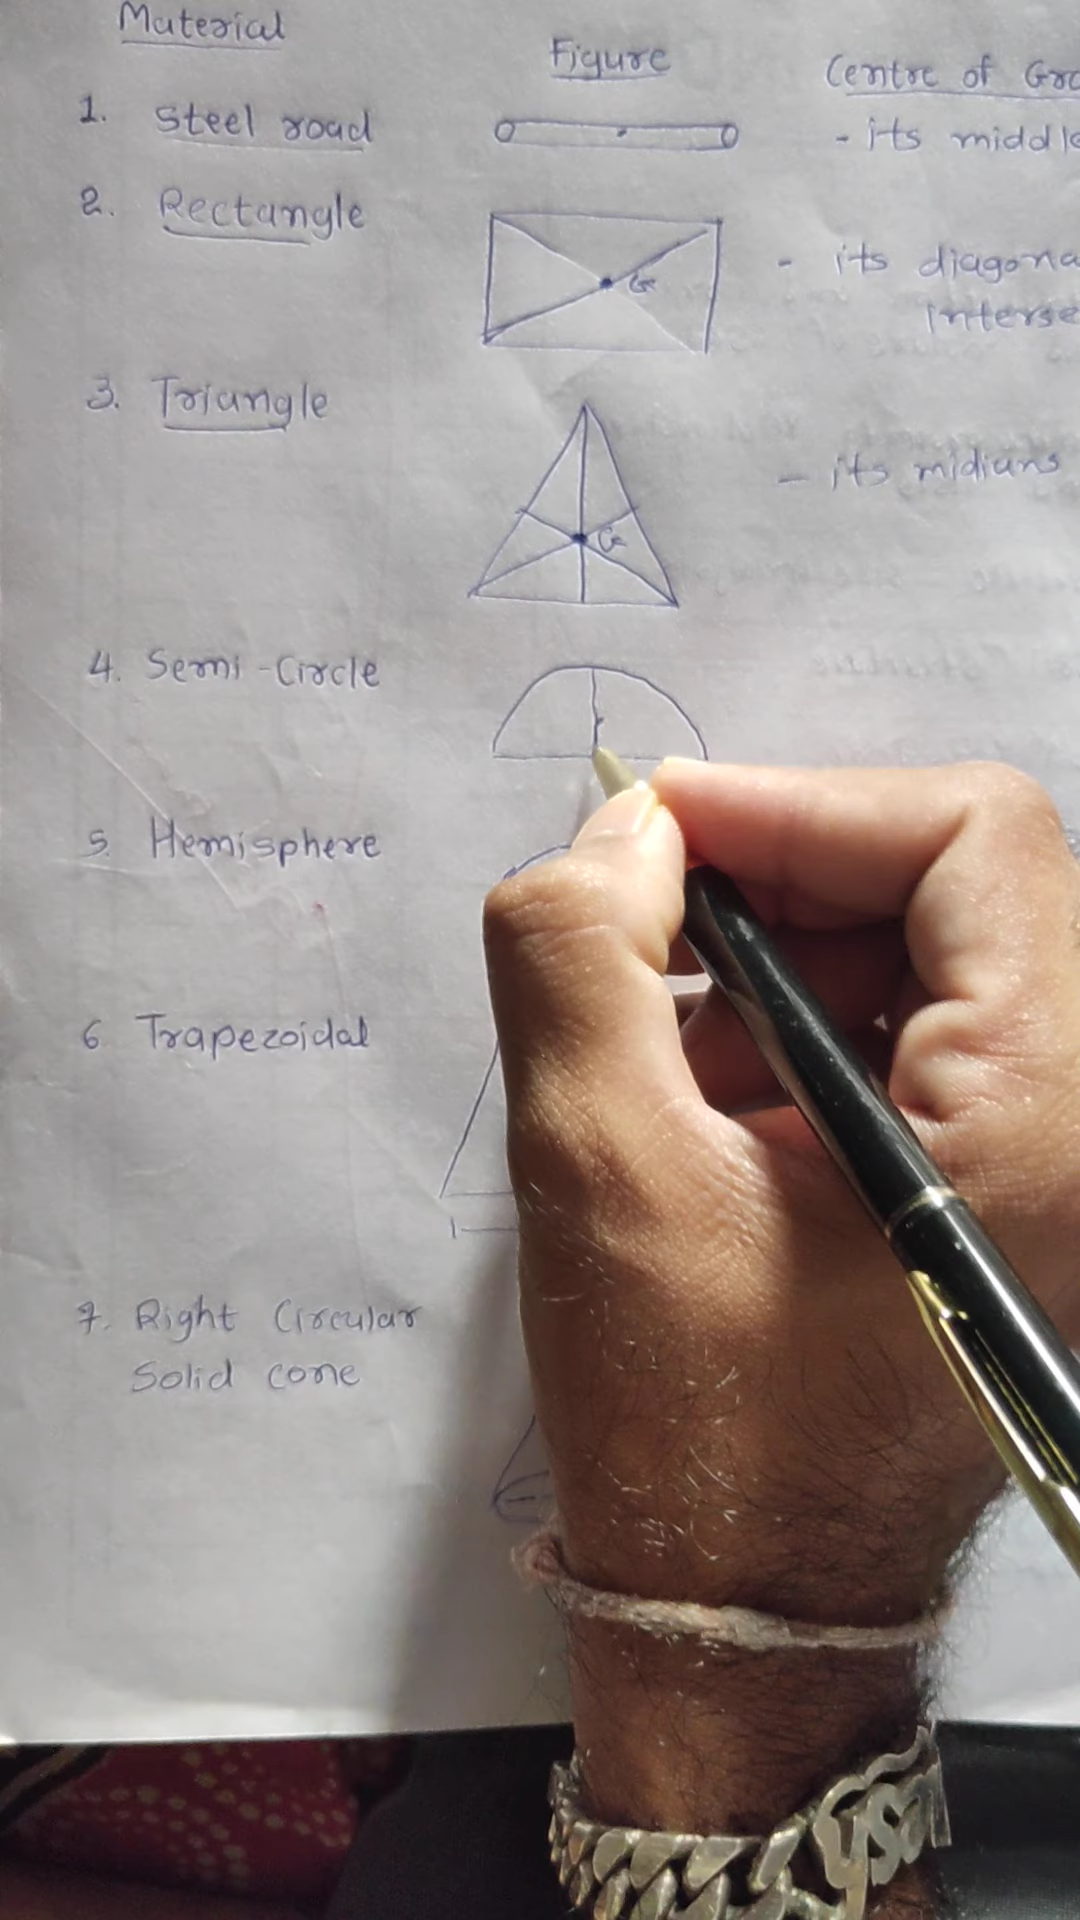 Material
Figure
Centre of Gra
1. Steel road
- its middle
2. Rectangle
G
- its diagona
interse
3. Triangle
G
- its midians
4. Semi-Circle
5. Hemisphere
6 Trapezoidal
7. Right Circular
Solid cone